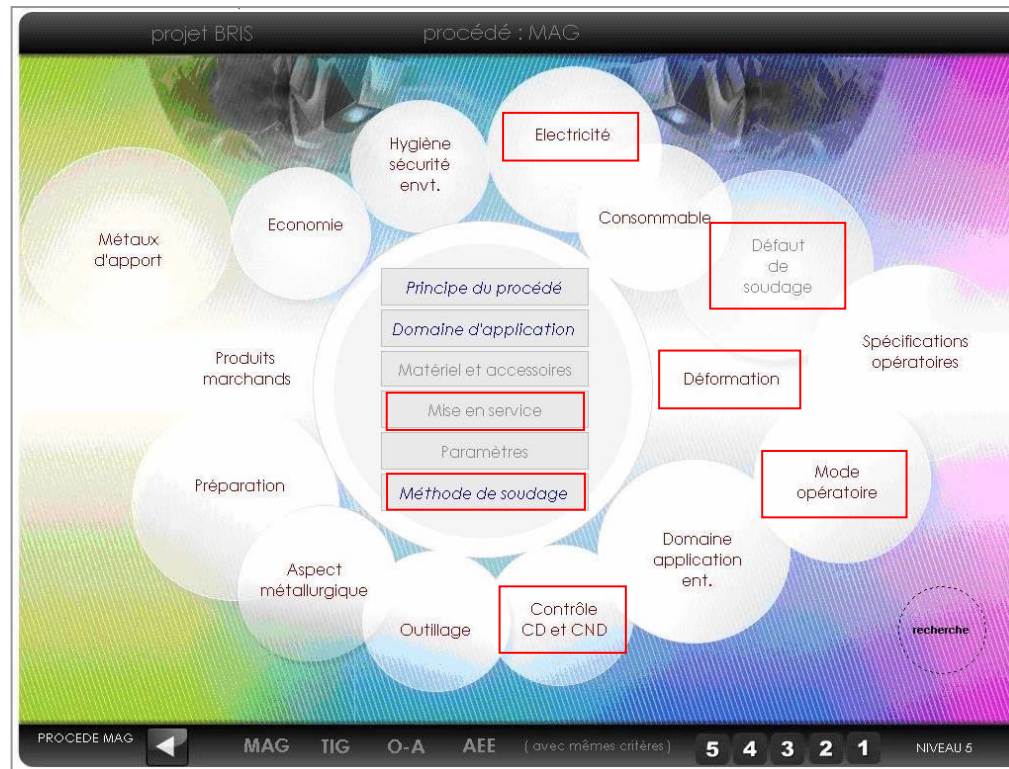 projet BRIS
procédé : MAG
Electricité
Hygiène
sécurité
envt.
Economie
Consommable
Métaux
d'apport
Défaut
de
soudage
Principe du procédé
Domaine d'application
Matériel et accessoires
Mise en service
Paramètres
Méthode de soudage
Spécifications
opératoires
Produits
marchands
Déformation
Préparation
Mode
opératoire
Domaine
application
ent.
Aspect
métallurgique
Outillage
Contrôle
CD et CND
recherche
PROCEDE MAG
MAG TIG O-A AEE ( avec mêmes critères ) 5 4 3 2 1 NIVEAU 5